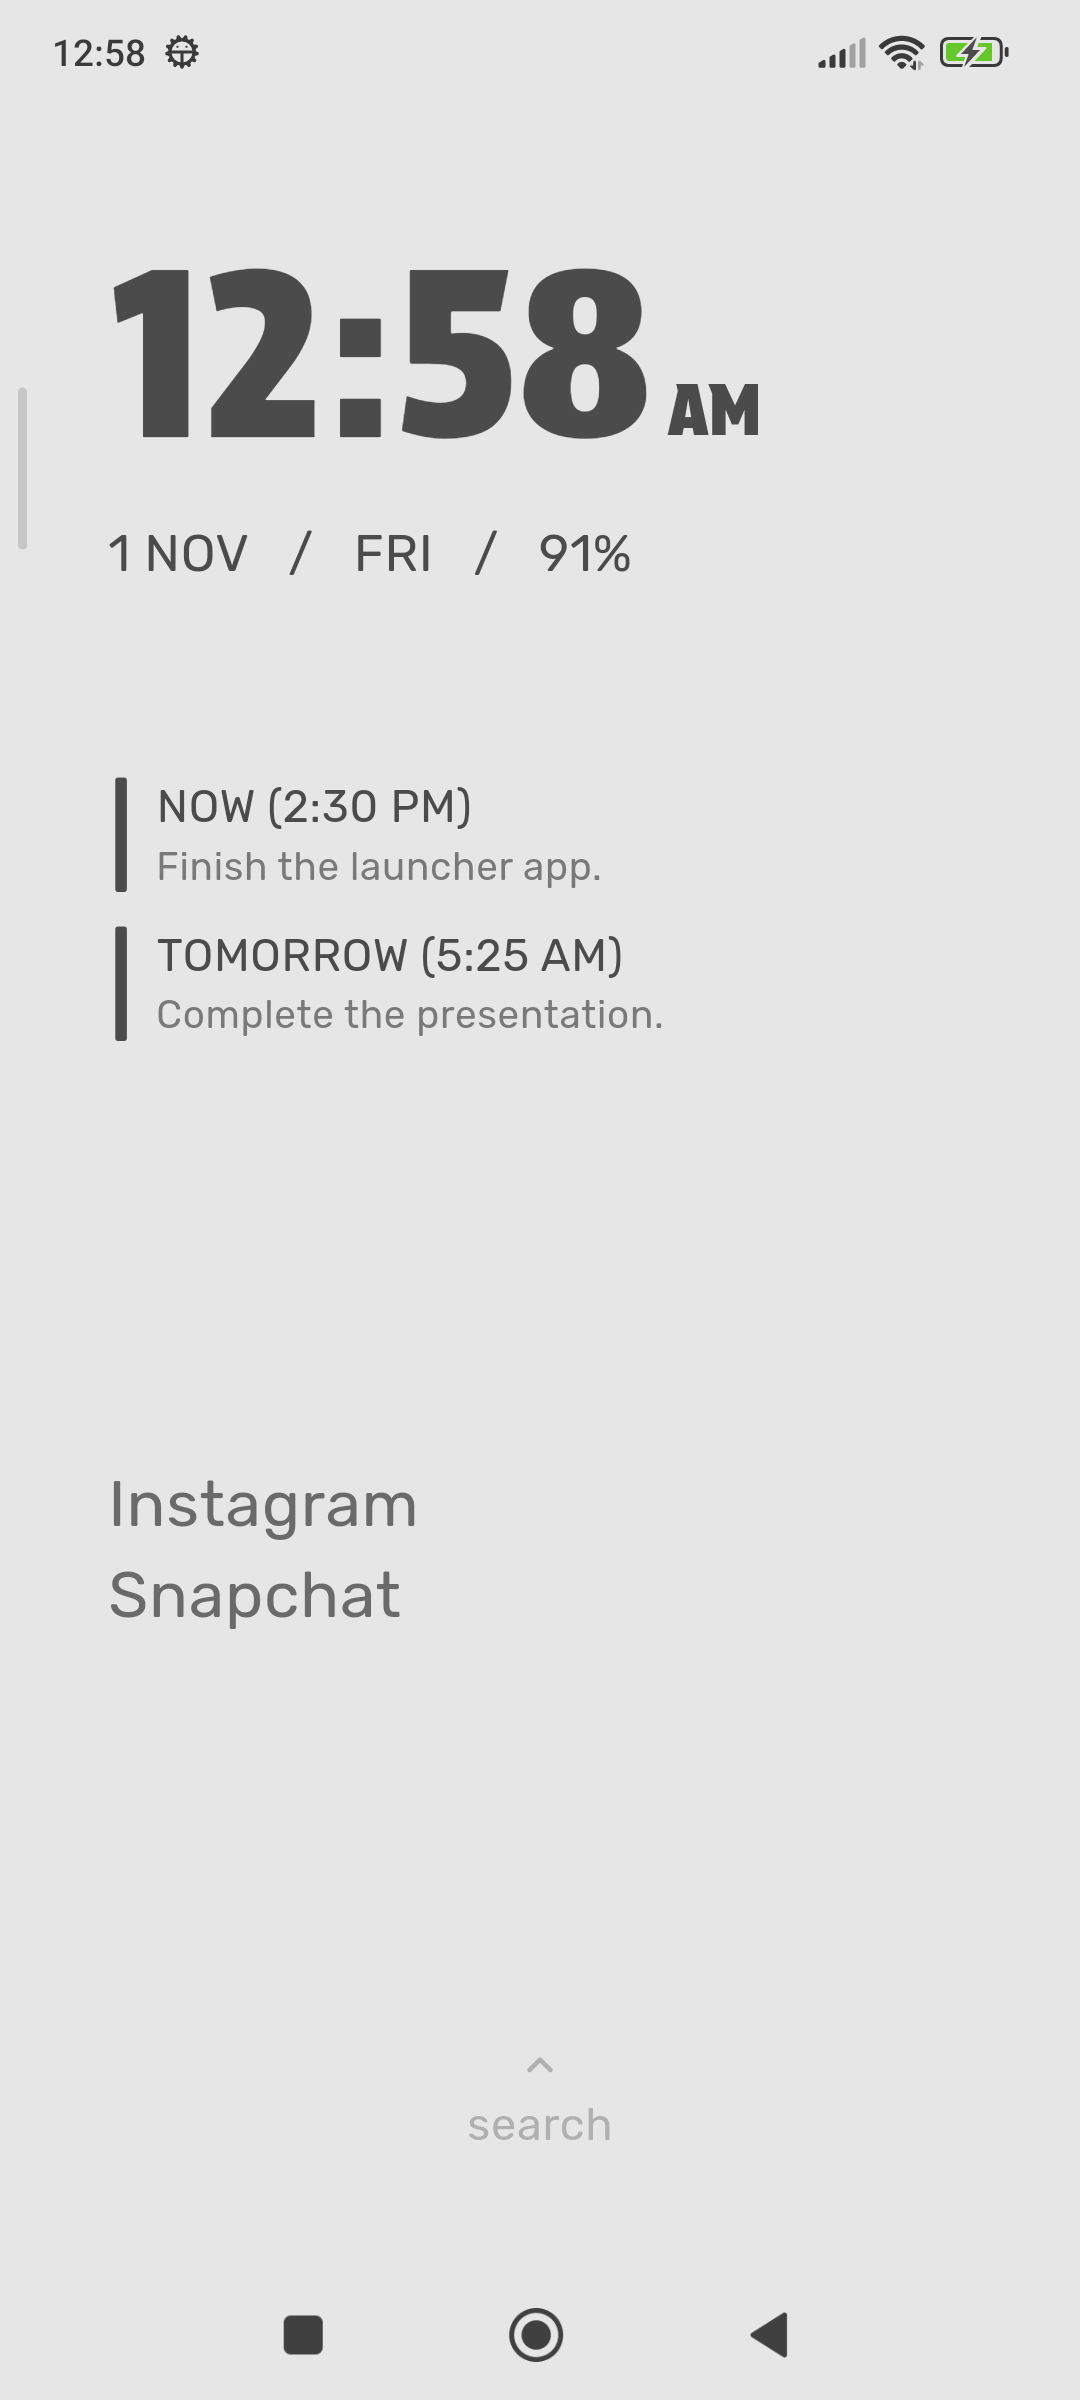 12:58
12:58 AM
1 NOV / FRI / 91%
NOW (2:30 PM)
Finish the launcher app.
TOMORROW (5:25 AM)
Complete the presentation.
Instagram
Snapchat
search